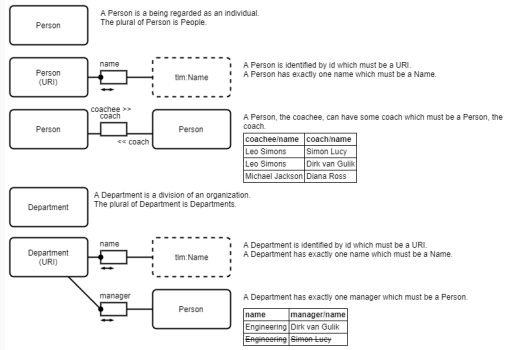 Person
A Person is a being regarded as an individual.
The plural of Person is People.
Person
(URI)
name
tlm:Name
A Person is identified by id which must be a URI.
A Person has exactly one name which must be a Name.
Person
coachee >>
coach
<< coach
Person
A Person, the coachee, can have some coach which must be a Person, the
coach.
coachee/name coach/name
Leo Simons Simon Lucy
Leo Simons Dirk van Gulik
Michael Jackson Diana Ross
Department
A Department is a division of an organization.
The plural of Department is Departments.
Department
(URI)
name
tlm:Name
A Department is identified by id which must be a URI.
A Department has exactly one name which must be a Name.
manager
Person
A Department has exactly one manager which must be a Person.
name manager/name
Engineering Dirk van Gulik
Engineering Simon Lucy